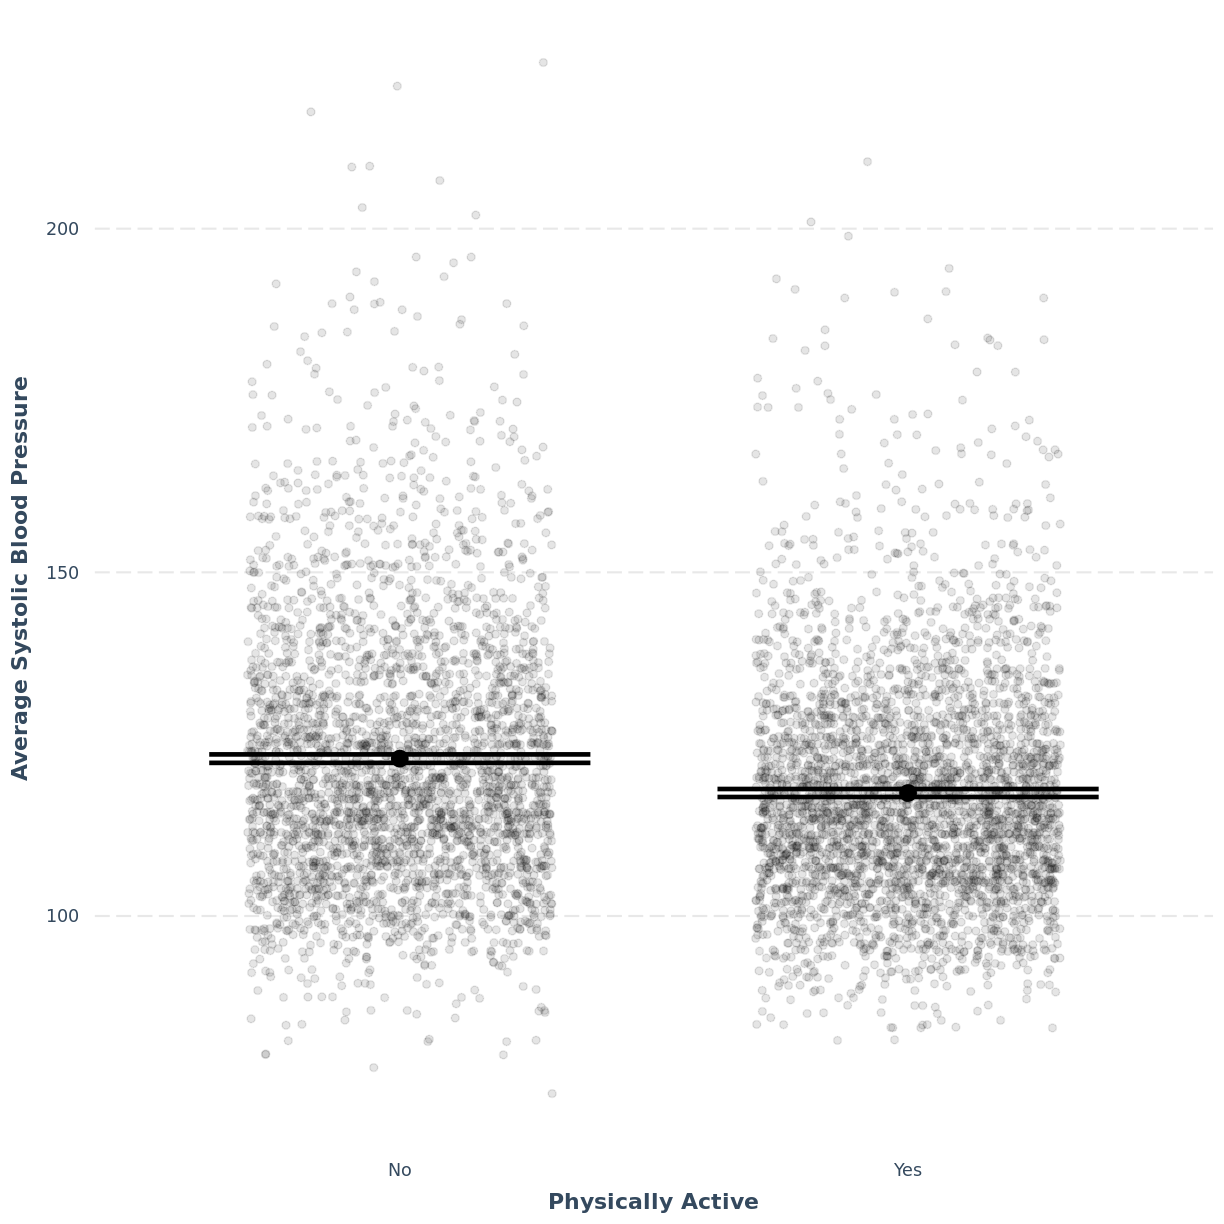 Average Systolic Blood Pressure
200
150
100
No
Yes
Physically Active